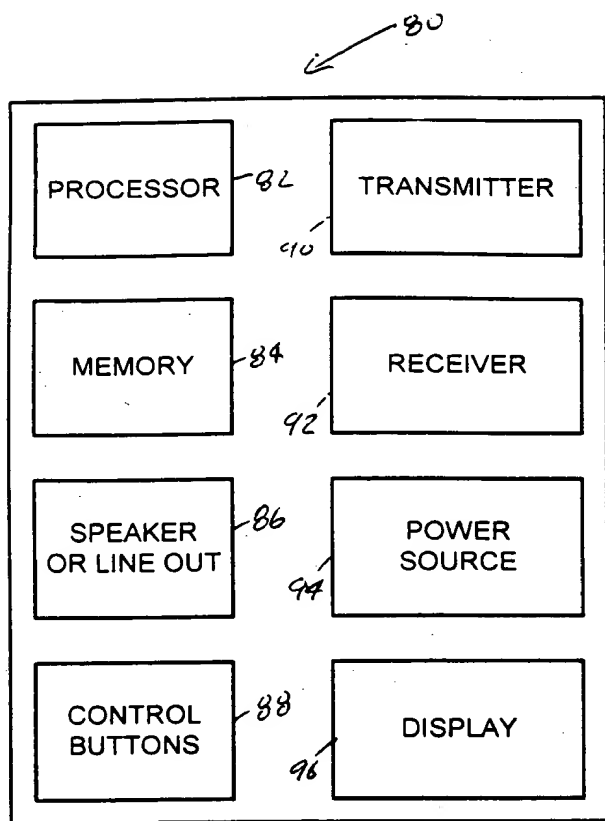 80
PROCESSOR
82
TRANSMITTER
90
MEMORY
84
RECEIVER
92
SPEAKER
OR LINE OUT
86
POWER
SOURCE
94
CONTROL
BUTTONS
88
DISPLAY
96